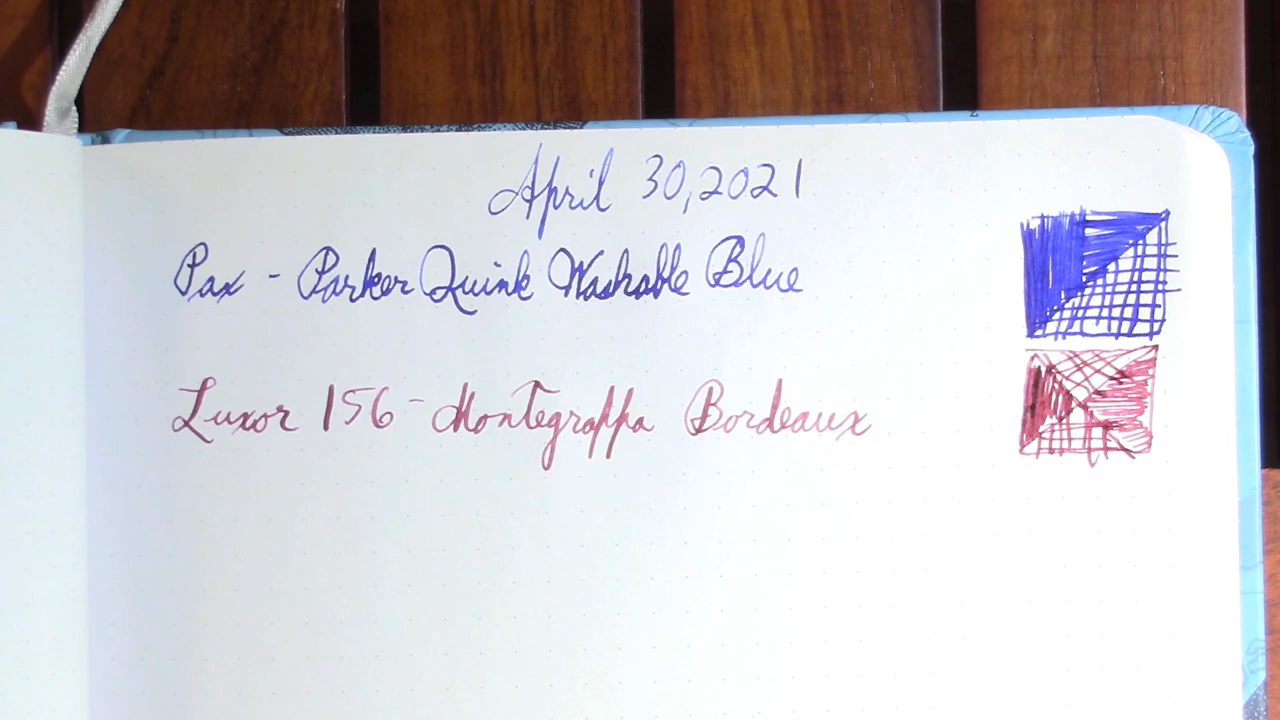 April 30, 2021
Pax - Parker Quink Washable Blue
Luxor 156 - Montegrappa Bordeaux